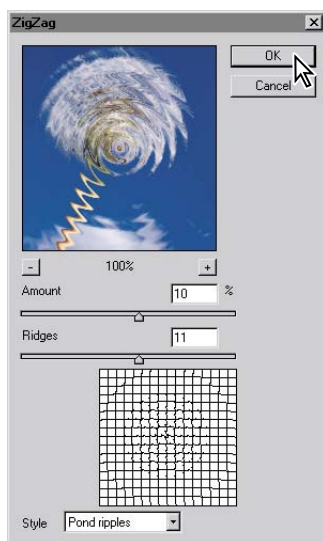 ZigZag
OK
Cancel
- 100% +
Amount 10 %
Ridges 11
Style Pond ripples